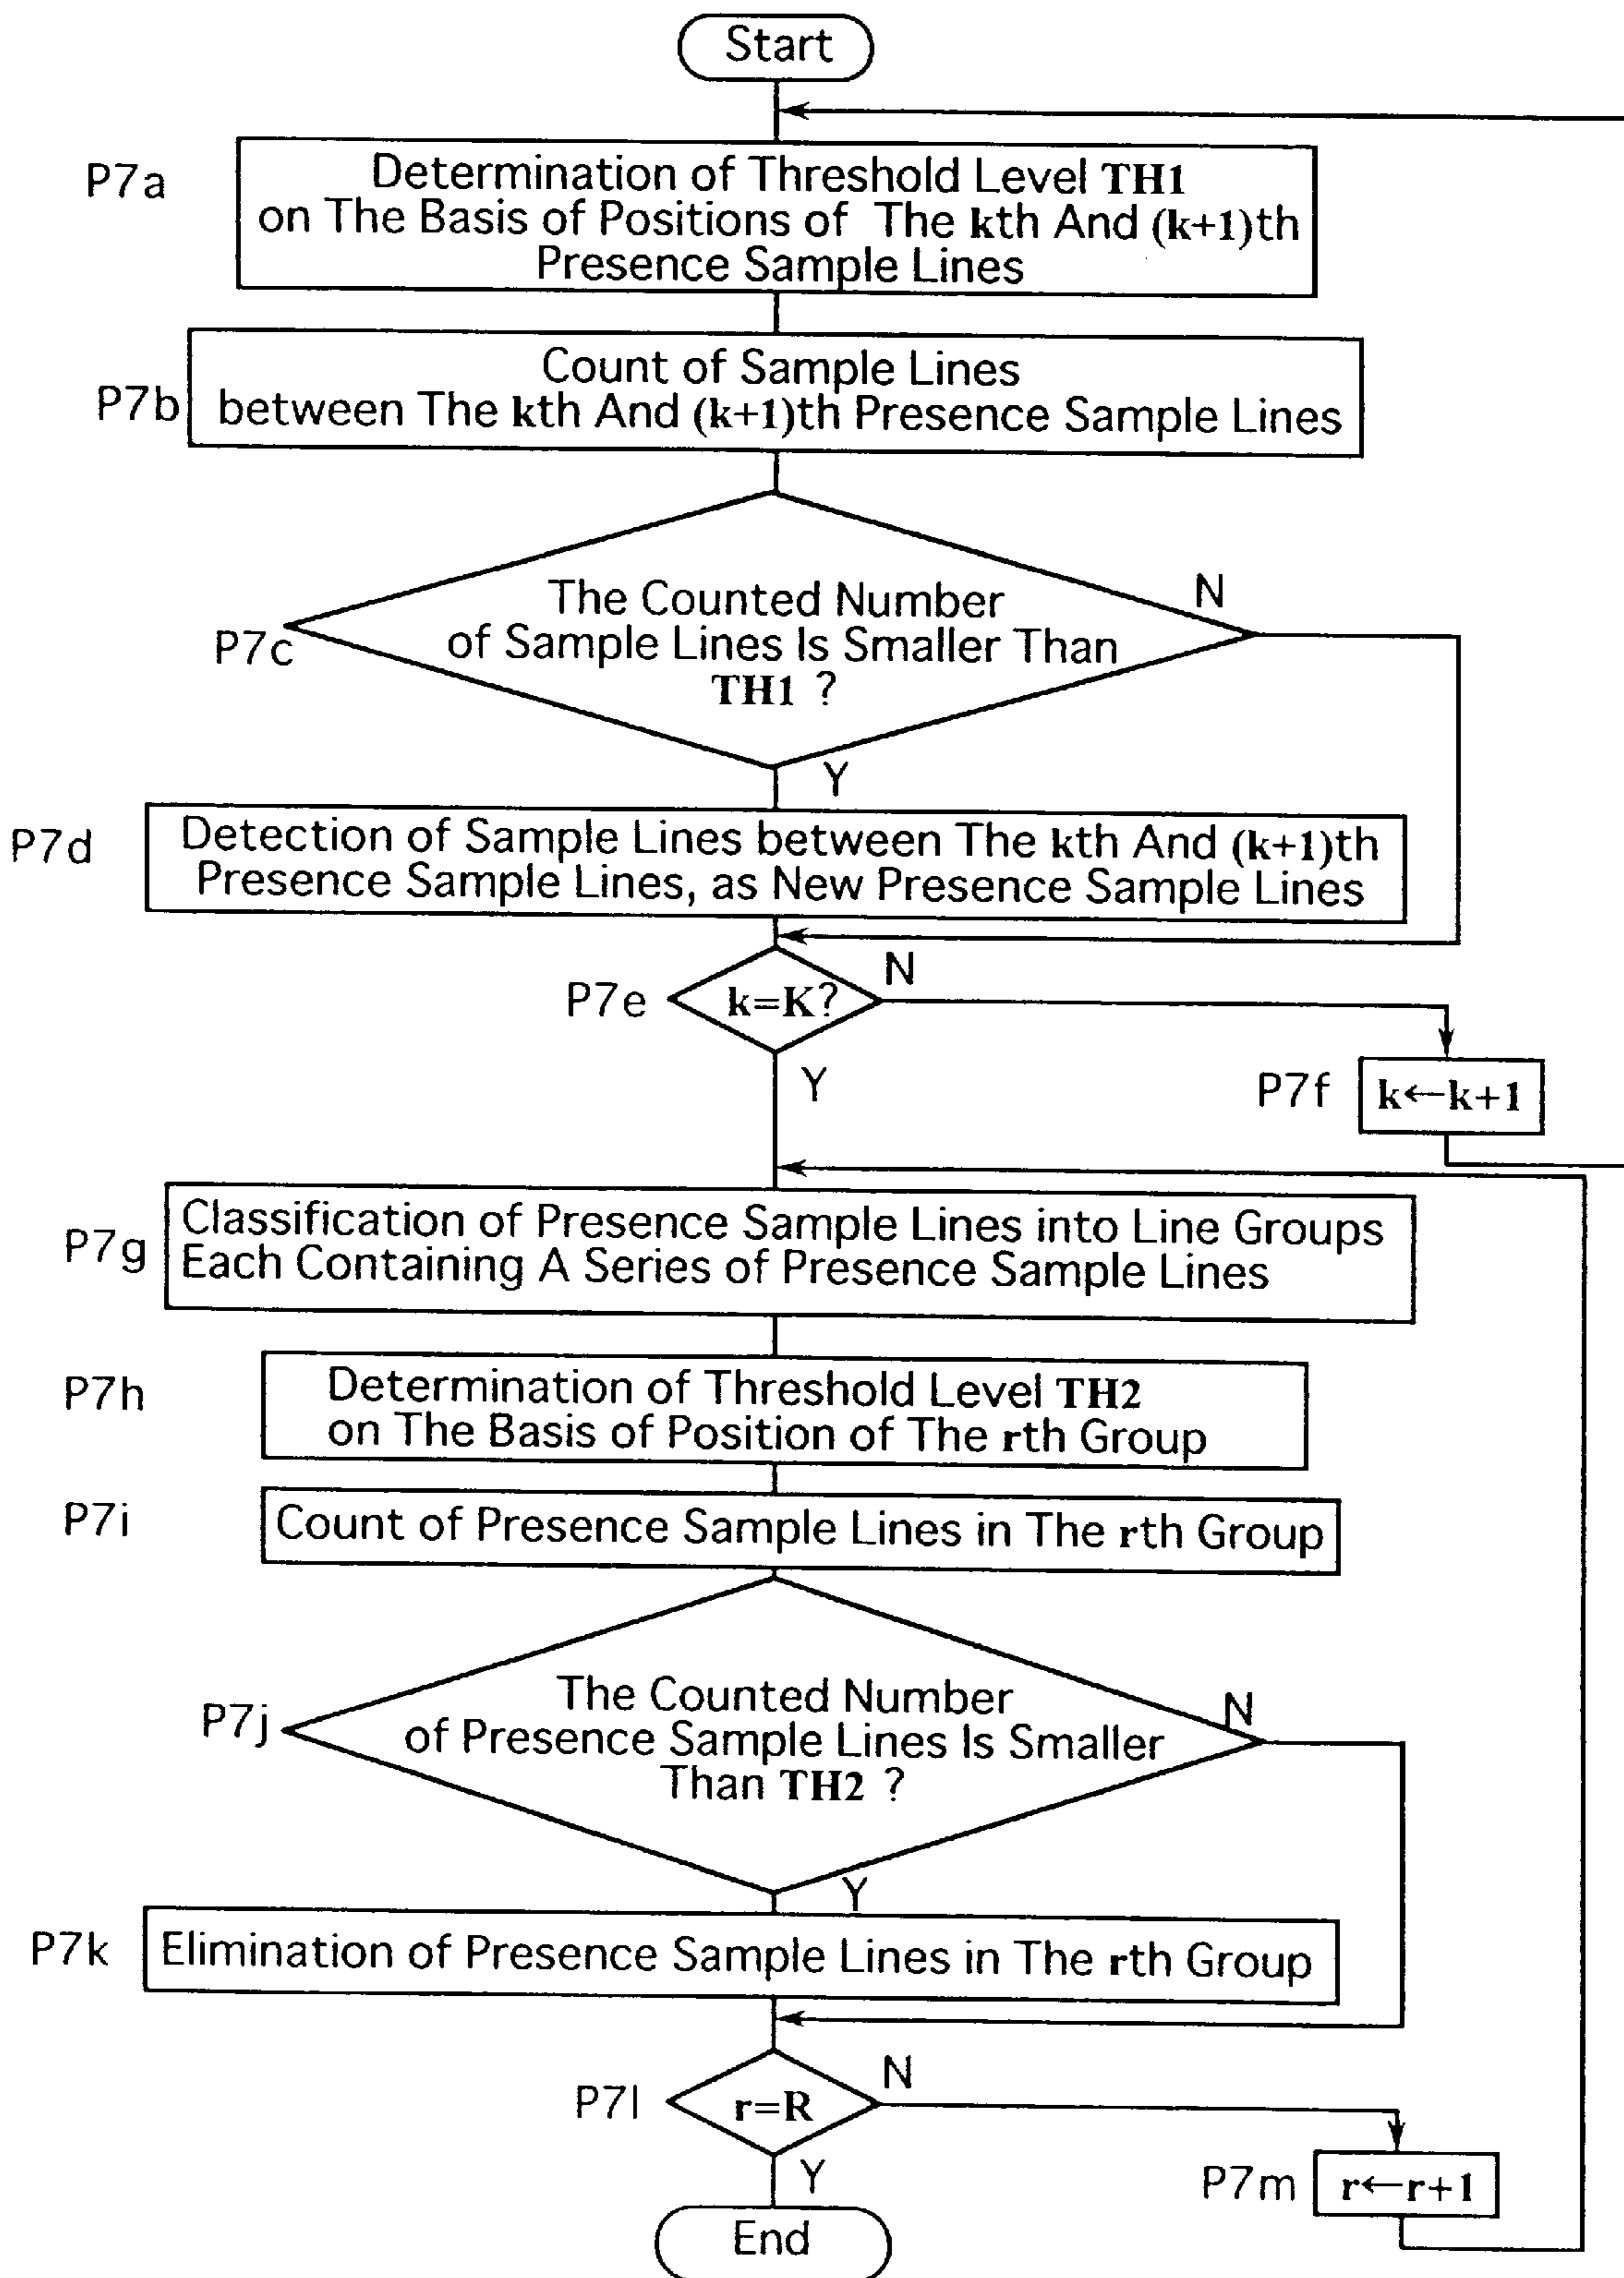 Start
P7a
Determination of Threshold Level TH1
on The Basis of Positions of The kth And (k+1)th
Presence Sample Lines
P7b
Count of Sample Lines
between The kth And (k+1)th Presence Sample Lines
P7c
The Counted Number
of Sample Lines Is Smaller Than
TH1 ?
N
Y
P7d
Detection of Sample Lines between The kth And (k+1)th
Presence Sample Lines, as New Presence Sample Lines
P7e
k=K?
N
Y
P7f
k←k+1
P7g
Classification of Presence Sample Lines into Line Groups
Each Containing A Series of Presence Sample Lines
P7h
Determination of Threshold Level TH2
on The Basis of Position of The rth Group
P7i
Count of Presence Sample Lines in The rth Group
P7j
The Counted Number
of Presence Sample Lines Is Smaller
Than TH2 ?
N
Y
P7k
Elimination of Presence Sample Lines in The rth Group
P7l
r=R
N
Y
P7m
r←r+1
End